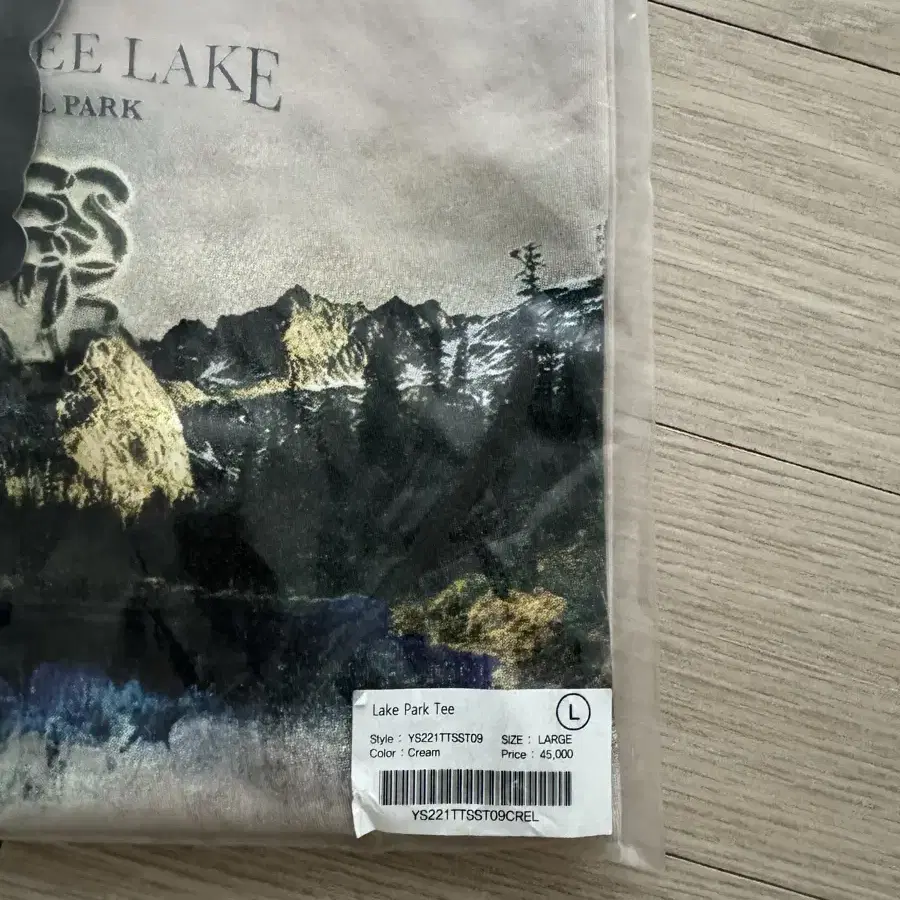 EE LAKE
L PARK
Lake Park Tee
L
Style : YS221TTSST09 SIZE : LARGE
Color : Cream Price : 45,000
YS221TTSST09CREL